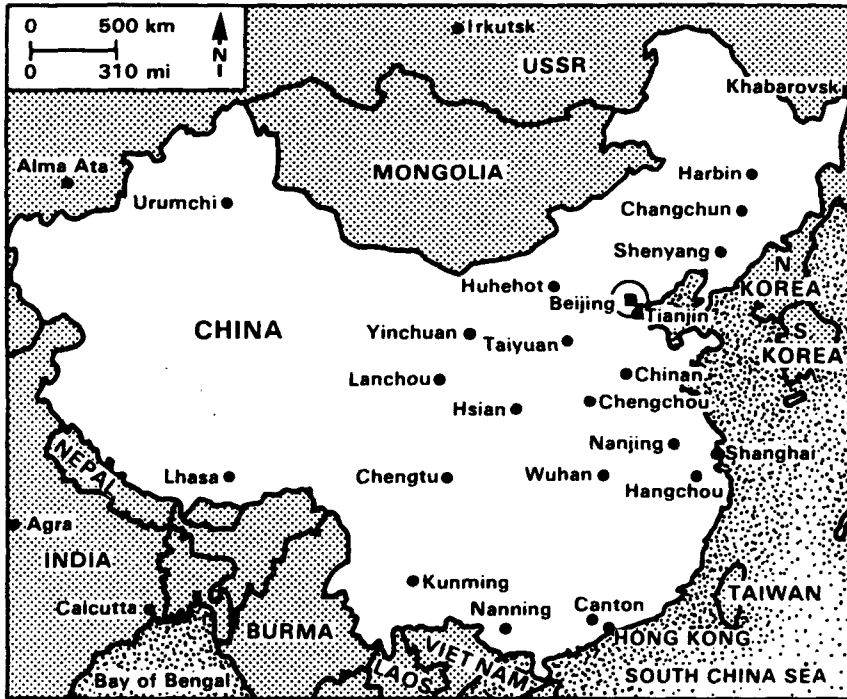 0 500 km
0 310 mi
N
Irkutsk
USSR
Khabarovsk
Alma Ata
MONGOLIA
Harbin
Urumchi
Changchun
Shenyang
N
KOREA
Huhehot
Beijing
Tianjin
CHINA
Yinchuan
Taiyuan
S
KOREA
Lanchou
Chinan
Hsian
Chengchou
Nanjing
Shanghai
NEPAL
Lhasa
Chengtu
Wuhan
Hangchou
Agra
INDIA
Kunming
TAIWAN
Calcutta
BURMA
Nanning
Canton
HONG KONG
LAOS
VIETNAM
Bay of Bengal
SOUTH CHINA SEA